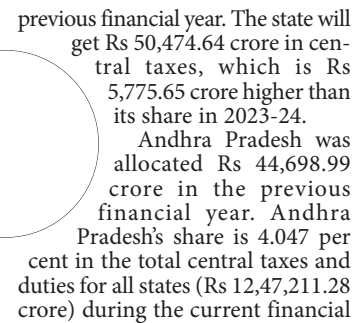 previous financial year. The state will
get Rs 50,474.64 crore in cen-
tral taxes, which is Rs
5,775.65 crore higher than
its share in 2023-24.
Andhra Pradesh was
allocated Rs 44,698.99
crore in the previous
financial year. Andhra
Pradesh's share is 4.047 per
cent in the total central taxes and
duties for all states (Rs 12,47,211.28
crore) during the current financial